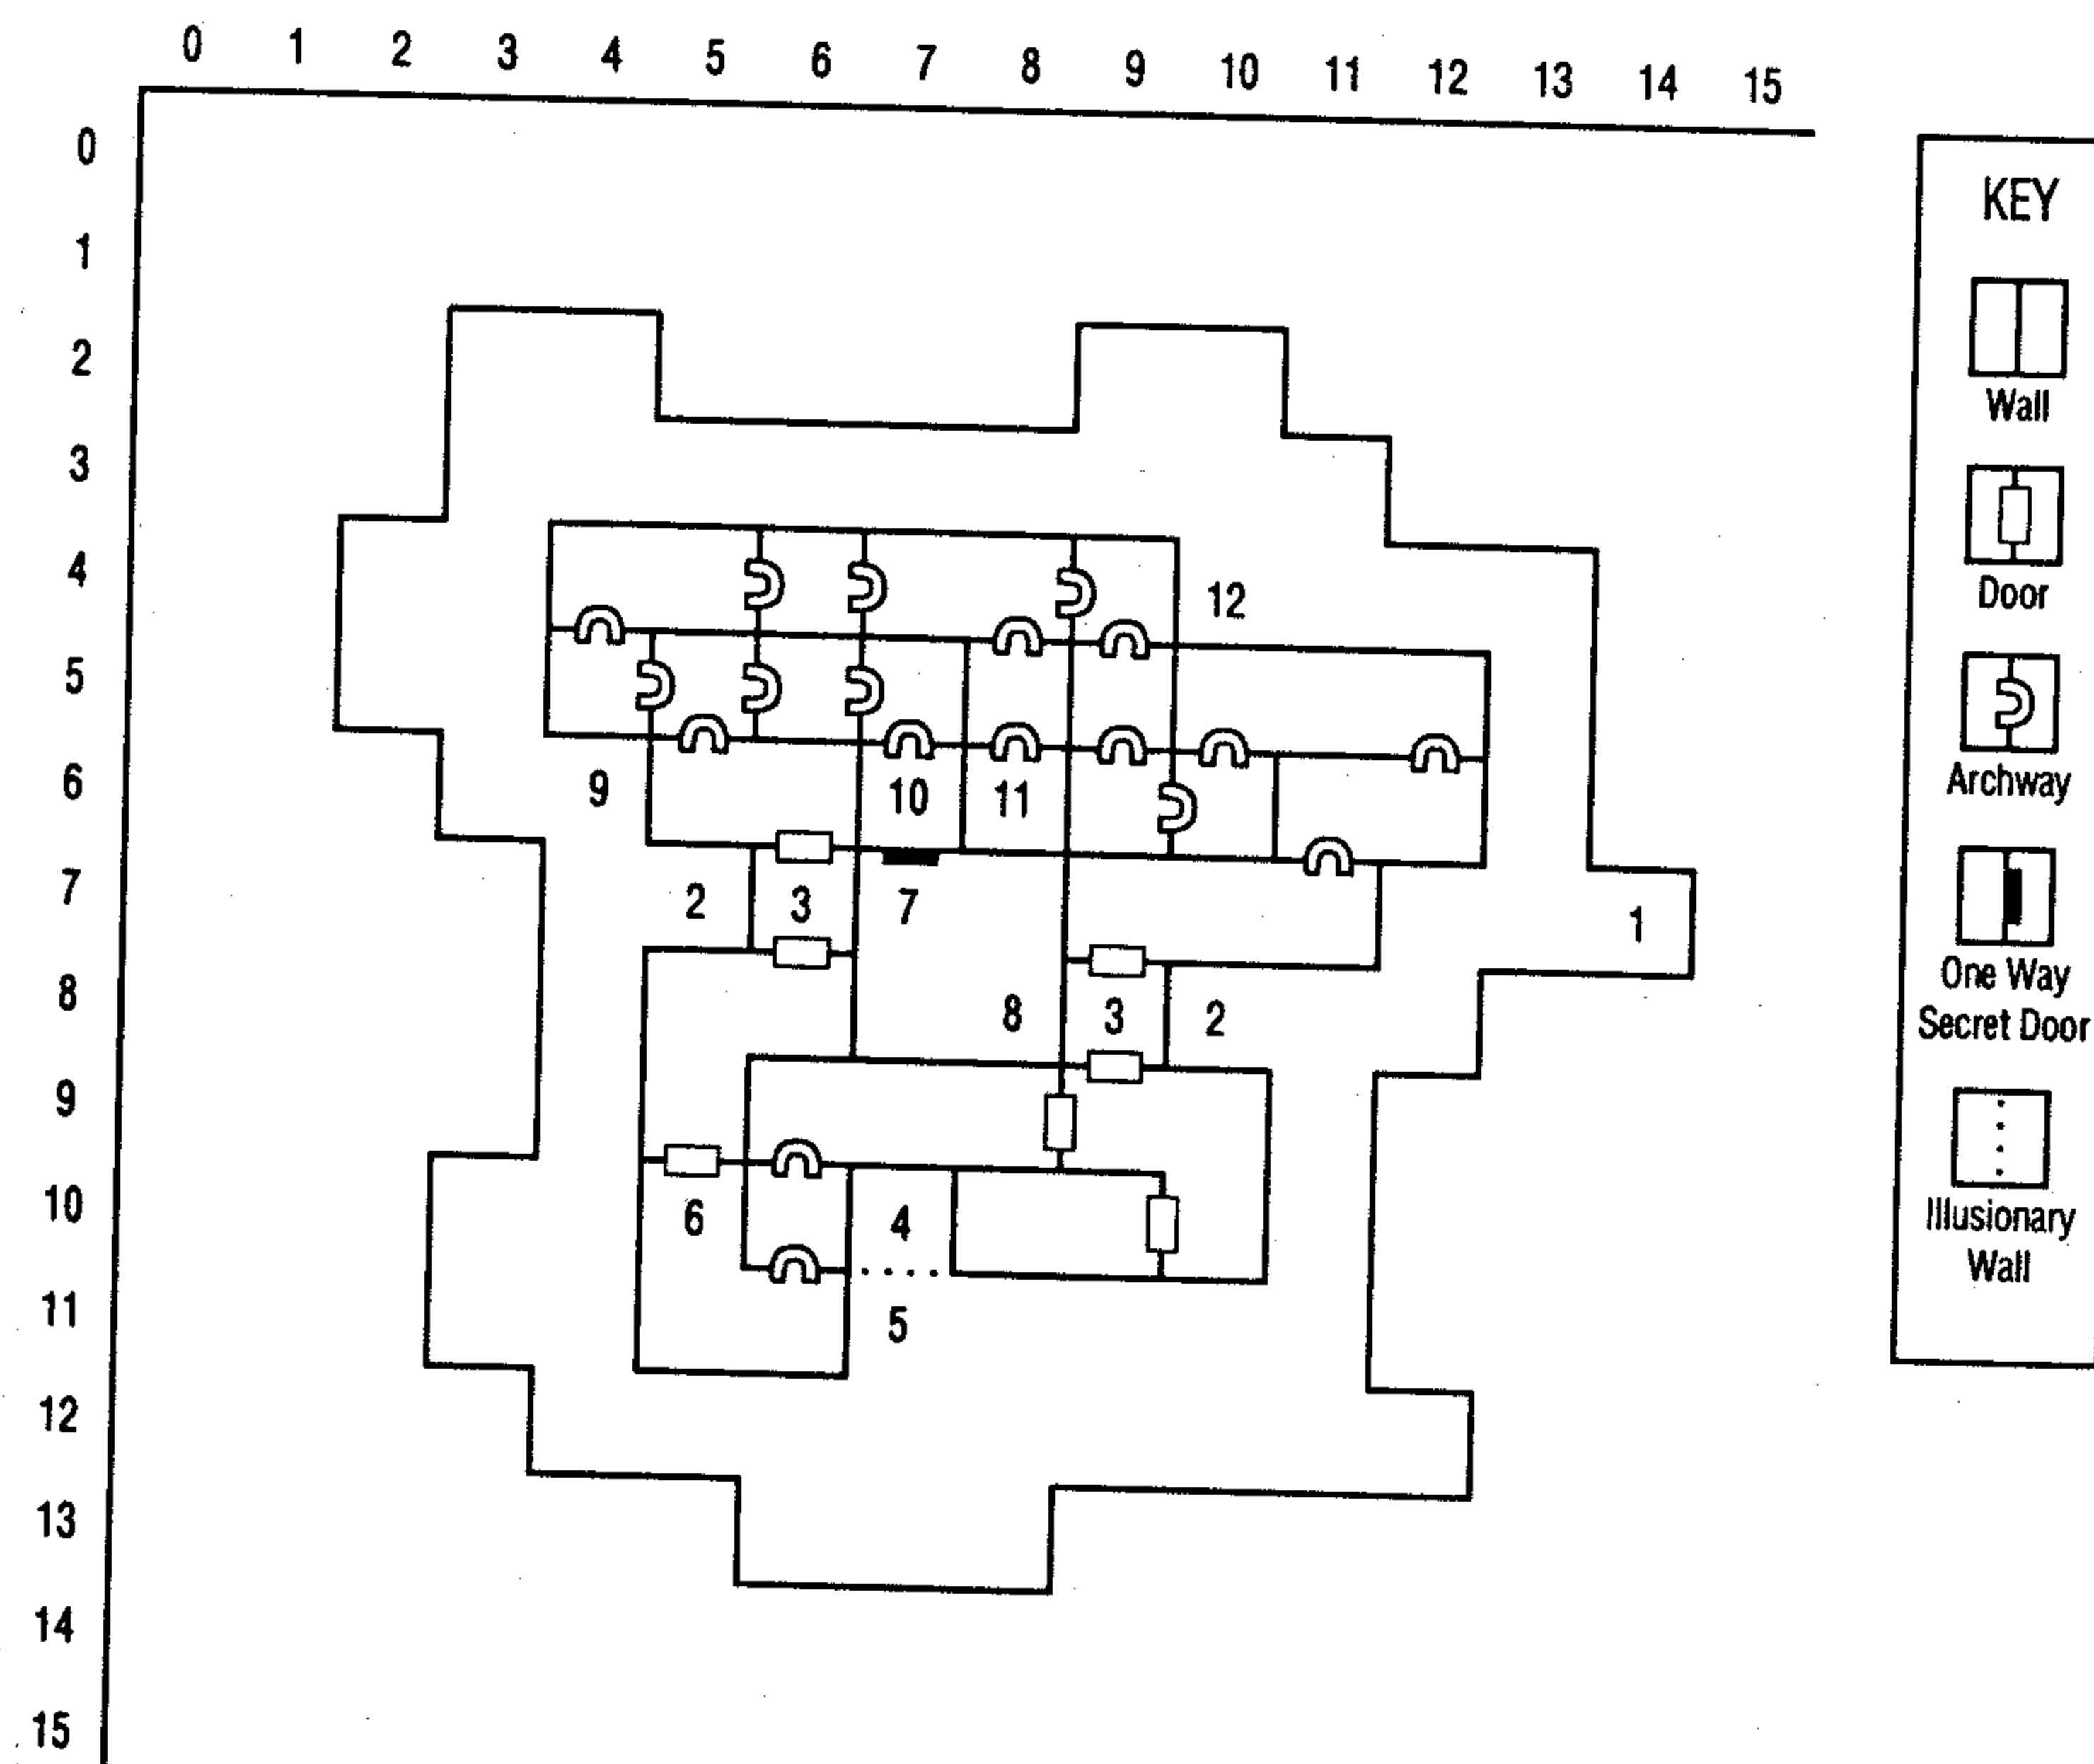 0 1 2 3 4 5 6 7 8 9 10 11 12 13 14 15
0
KEY
1
2
Wall
3
4
12
Door
5
6
9 10 11
Archway
7
2 3 7 1
8
8 3 2
One Way
Secret Door
9
10
6 4
Illusionary
Wall
11
5
12
13
14
15